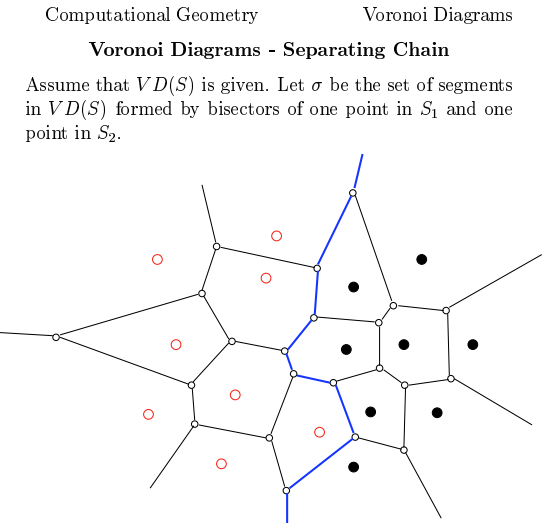 Computational Geometry Voronoi Diagrams
Voronoi Diagrams - Separating Chain
Assume that VD(S) is given. Let σ be the set of segments
in VD(S) formed by bisectors of one point in S₁ and one
point in S₂.